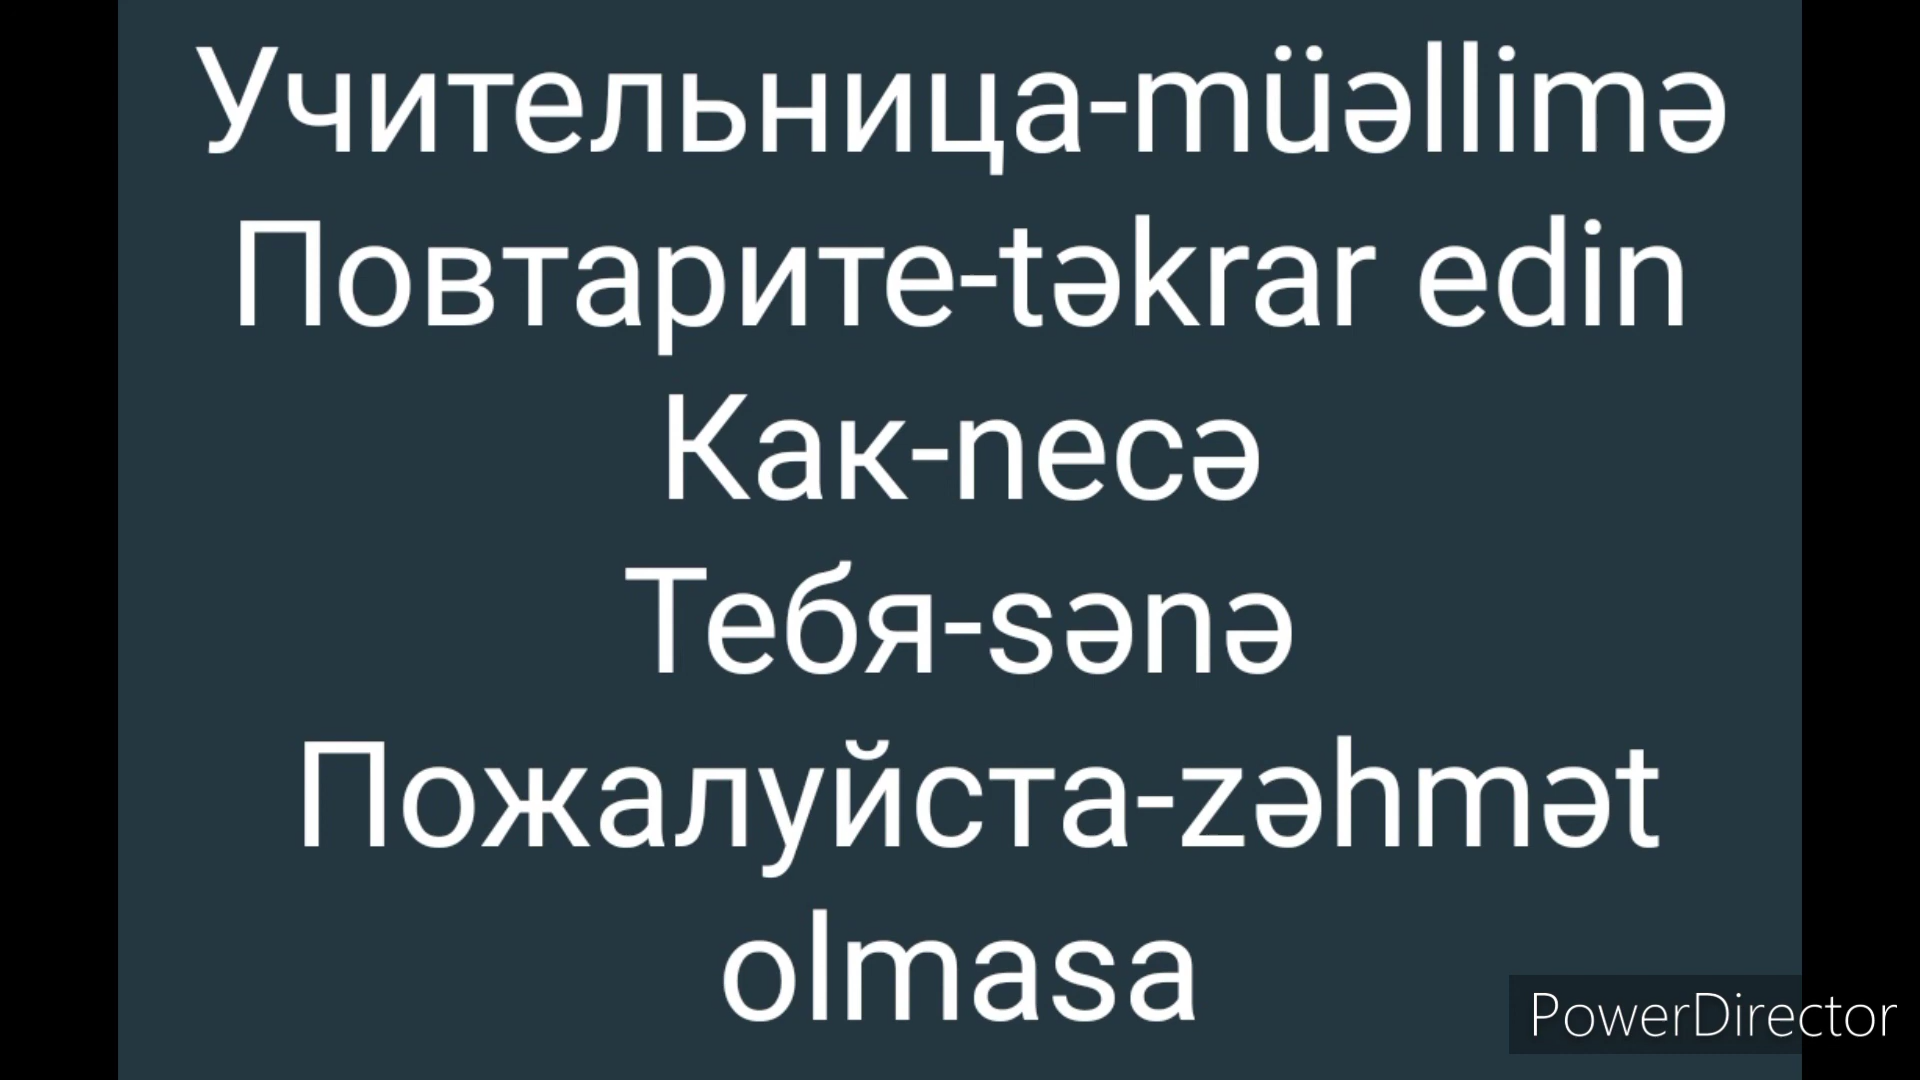 Учительница-müəllimə
Повтарите-təkrar edin
Как-necə
Тебя-sənə
Пожалуйста-zəhmət
olmasa
PowerDirector